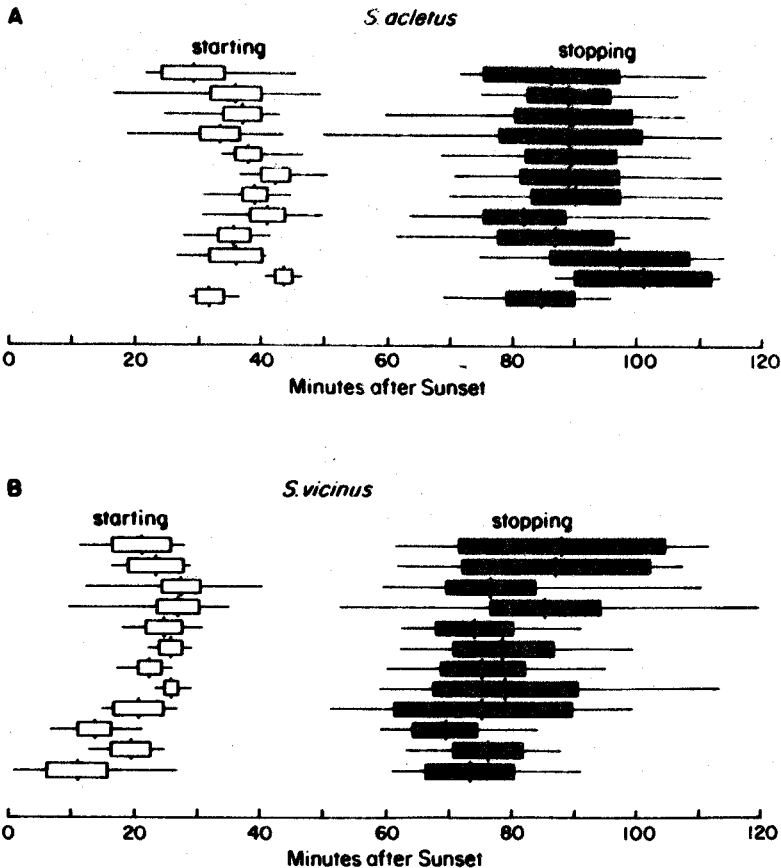 A
S. acletus
starting stopping
0 20 40 60 80 100 120
Minutes after Sunset
B
S. vicinus
starting stopping
0 20 40 60 80 100 120
Minutes after Sunset